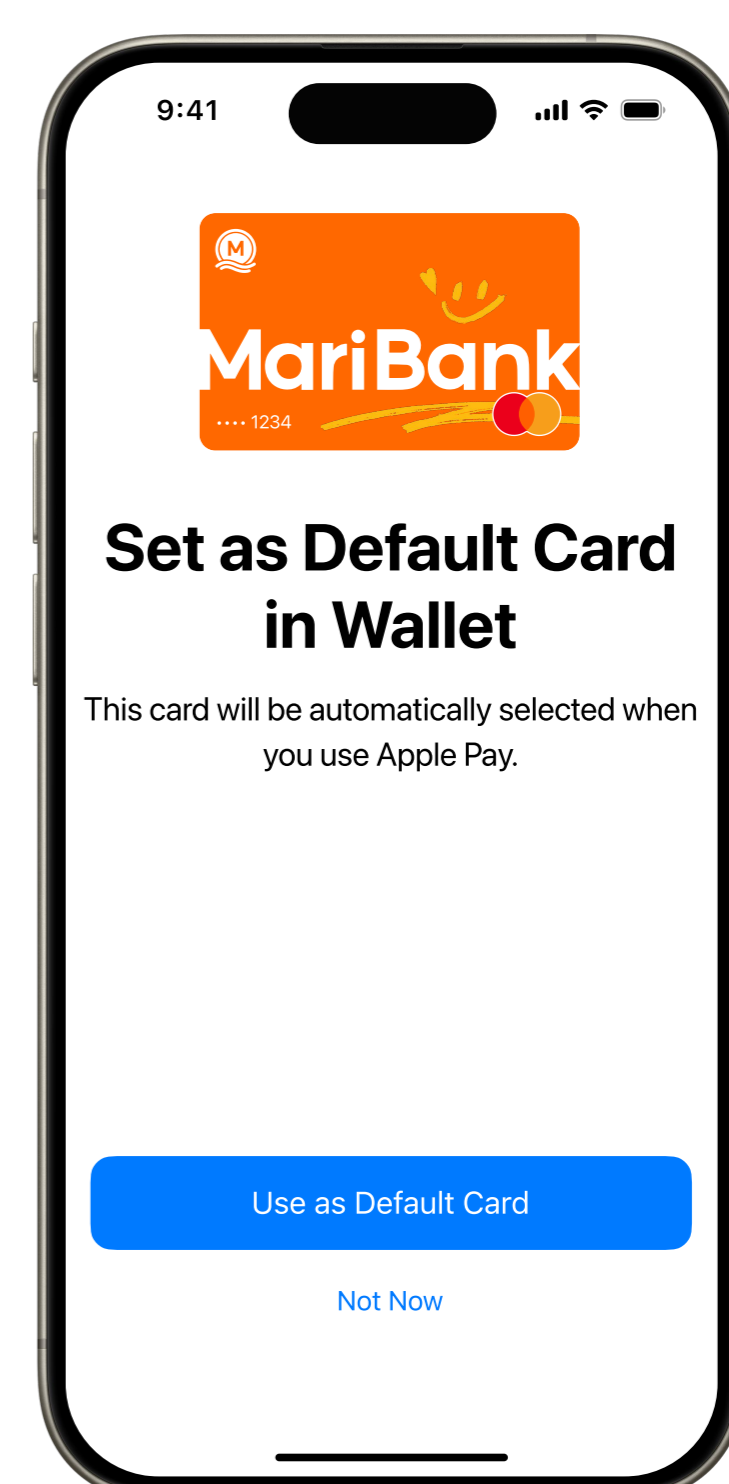 9:41
M
MariBank
•••• 1234
Set as Default Card
in Wallet
This card will be automatically selected when
you use Apple Pay.
Use as Default Card
Not Now